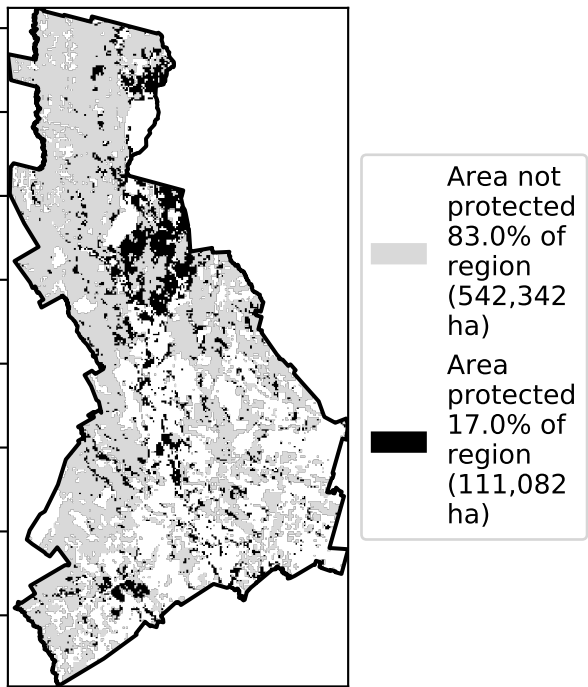 Area not
protected
83.0% of
region
(542,342
ha)
Area
protected
17.0% of
region
(111,082
ha)